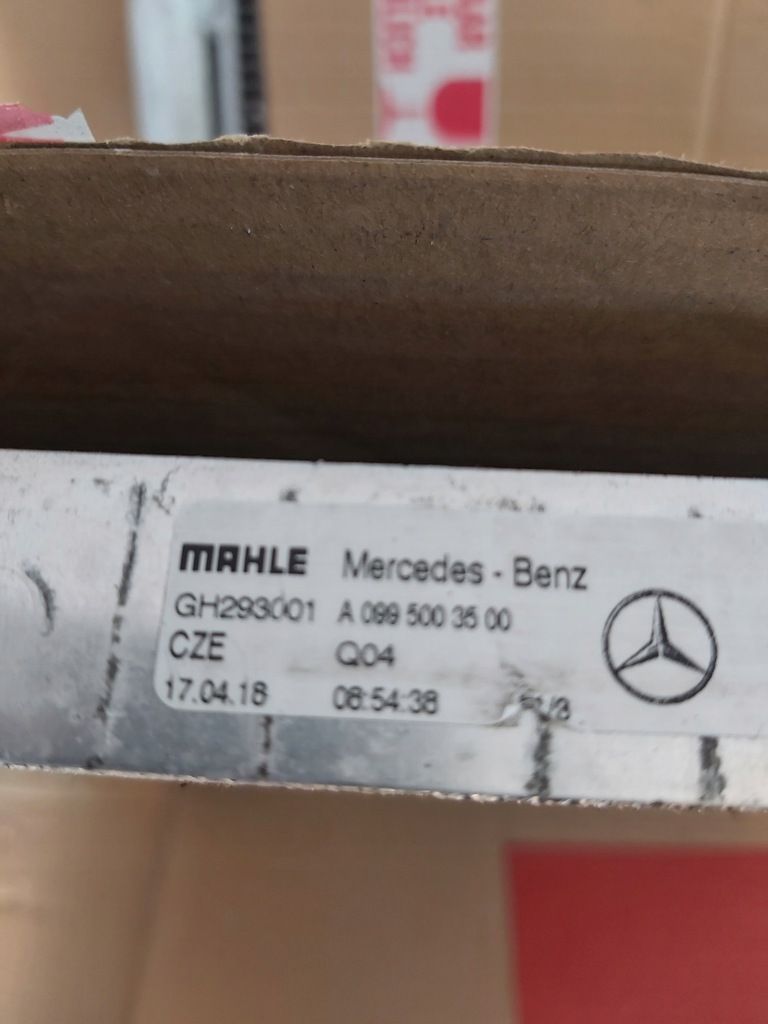 MAHLE Mercedes - Benz
GH293001 A 099 500 35 00
CZE Q04
17.04.18 08:54:38